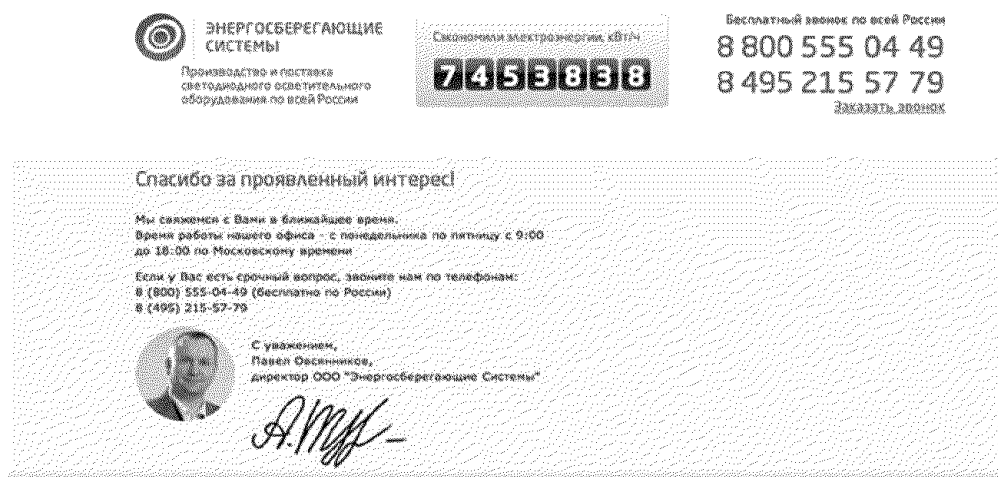 ЭНЕРГОСБЕРЕГАЮЩИЕ
СИСТЕМЫ
Производство и поставка
светодиодного осветительного
оборудования по всей России
Сэкономили электроэнергии, кВт/ч
7453838
Бесплатный звонок по всей России
8 800 555 04 49
8 495 215 57 79
Заказать звонок
Спасибо за проявленный интерес!
Мы свяжемся с Вами в ближайшее время.
Время работы нашего офиса - с понедельника по пятницу с 9:00
до 18:00 по Московскому времени
Если у Вас есть срочный вопрос, звоните нам по телефонам:
8 (800) 555-04-49 (бесплатно по России)
8 (495) 215-57-79
С уважением,
Павел Овсянников,
директор ООО "Энергосберегающие Системы"